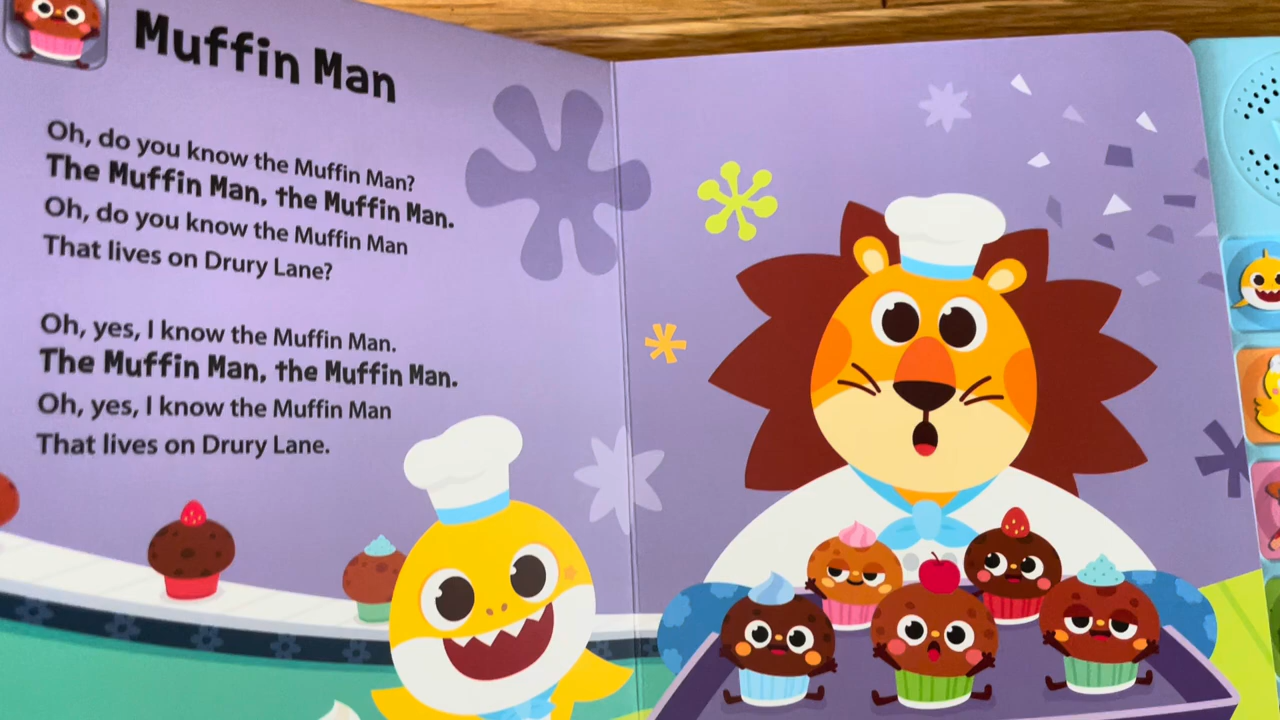 Muffin Man
Oh, do you know the Muffin Man?
The Muffin Man, the Muffin Man.
Oh, do you know the Muffin Man
That lives on Drury Lane?
Oh, yes, I know the Muffin Man.
The Muffin Man, the Muffin Man.
Oh, yes, I know the Muffin Man
That lives on Drury Lane.